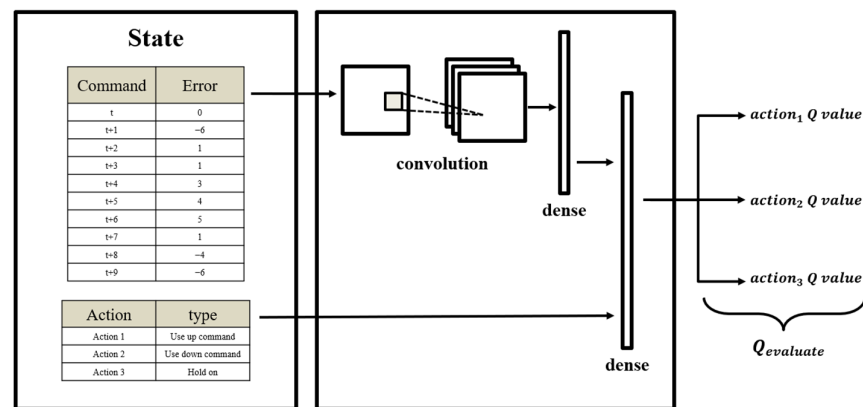 State
Command Error
t 0
t+1 −6
t+2 1
t+3 1
t+4 3
t+5 4
t+6 5
t+7 1
t+8 −4
t+9 −6
Action type
Action 1 Use up command
Action 2 Use down command
Action 3 Hold on
convolution
dense
dense
action₁ Q value
action₂ Q value
action₃ Q value
Qevaluate